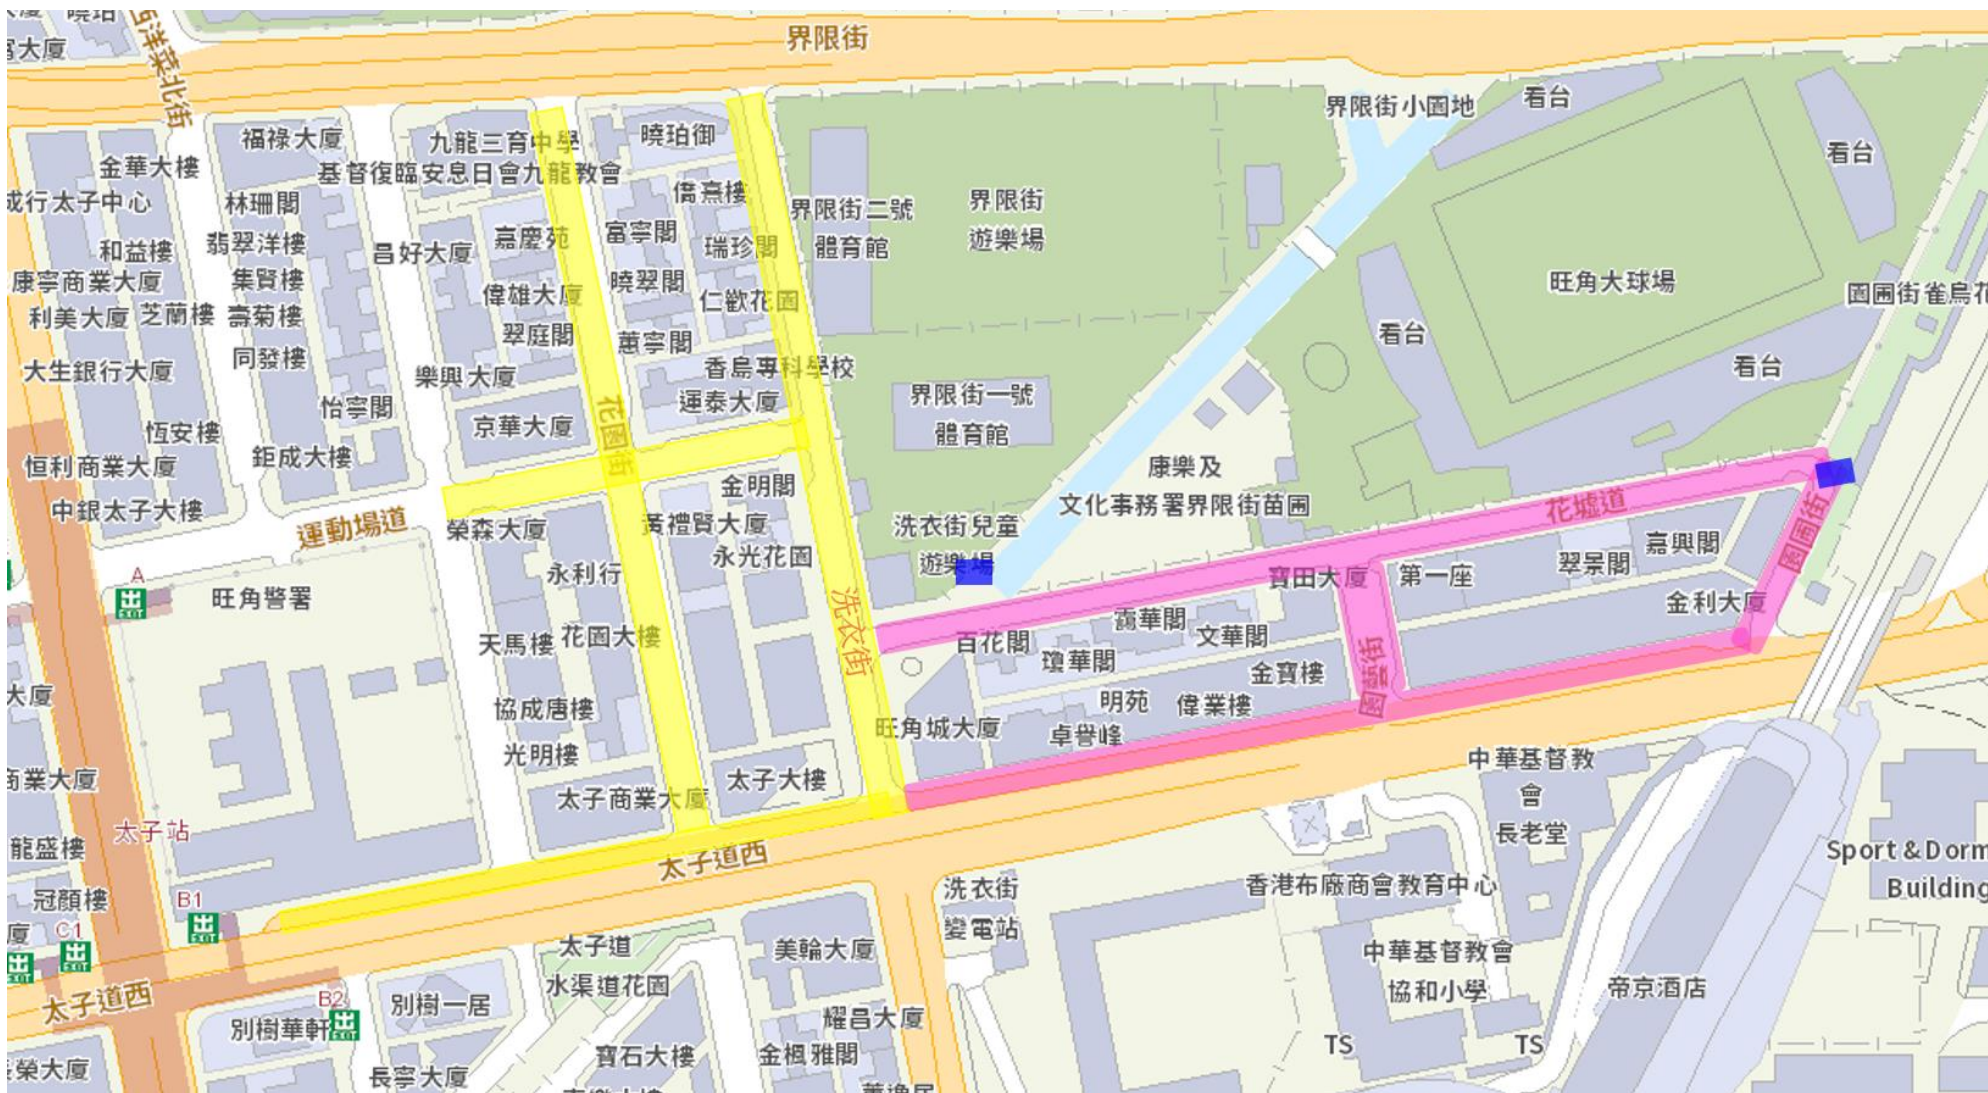 曉珀
富大廈
西洋菜北街
界限街
界限街小園地
看台
福祿大廈
九龍三育中學
曉珀御
金華大樓
基督復臨安息日會九龍教會
看台
成行太子中心
林珊閣
僑熹樓
界限街二號
體育館
界限街
遊樂場
和益樓
翡翠洋樓
昌好大廈
嘉慶苑
富寧閣
瑞珍閣
康寧商業大廈
集賢樓
偉雄大廈
曉翠閣
仁歡花園
旺角大球場
園圃街雀鳥花
利美大廈
芝蘭樓
壽菊樓
翠庭閣
蕙寧閣
看台
大生銀行大廈
同發樓
樂興大廈
香島專科學校
看台
怡寧閣
運泰大廈
界限街一號
體育館
恆安樓
京華大廈
花園街
恒利商業大廈
鉅成大樓
金明閣
康樂及
文化事務署界限街苗圃
中銀太子大樓
運動場道
榮森大廈
黃禮賢大廈
洗衣街兒童
遊樂場
花墟道
園圃街
永利行
永光花園
嘉興閣
翠景閣
A
出
EXIT
旺角警署
寶田大廈
第一座
金利大廈
洗衣街
天馬樓
花園大樓
百花閣
霞華閣
文華閣
瓊華閣
金寶樓
園藝街
大廈
協成唐樓
明苑
偉業樓
旺角城大廈
卓譽峰
光明樓
商業大廈
太子商業大廈
太子大樓
中華基督教
會
長老堂
太子站
龍盛樓
太子道西
Sport & Dorm
Building
冠顏樓
B1
出
EXIT
洗衣街
變電站
香港布廠商會教育中心
廈
C1
出
EXIT
出
EXIT
太子道
水渠道花園
美輪大廈
中華基督教會
協和小學
帝京酒店
太子道西
B2
出
EXIT
別樹一居
別樹華軒
耀昌大廈
金楓雅閣
寶石大樓
長寧大廈
榮大廈
TS
TS